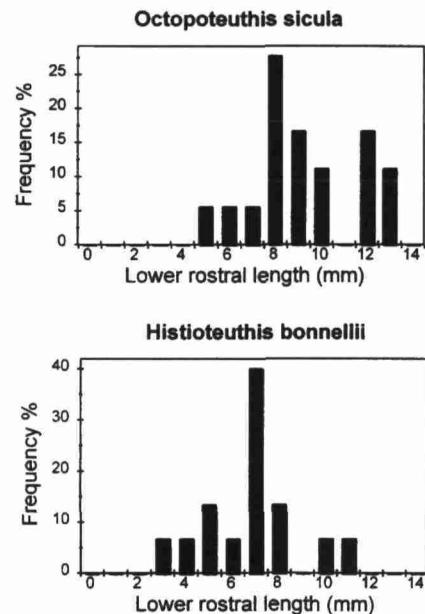 Octopoteuthis sicula
Frequency %
25
20
15
10
5
0
0 2 4 6 8 10 12 14
Lower rostral length (mm)
Histioteuthis bonnellii
Frequency %
40
30
20
10
0
0 2 4 6 8 10 12 14
Lower rostral length (mm)